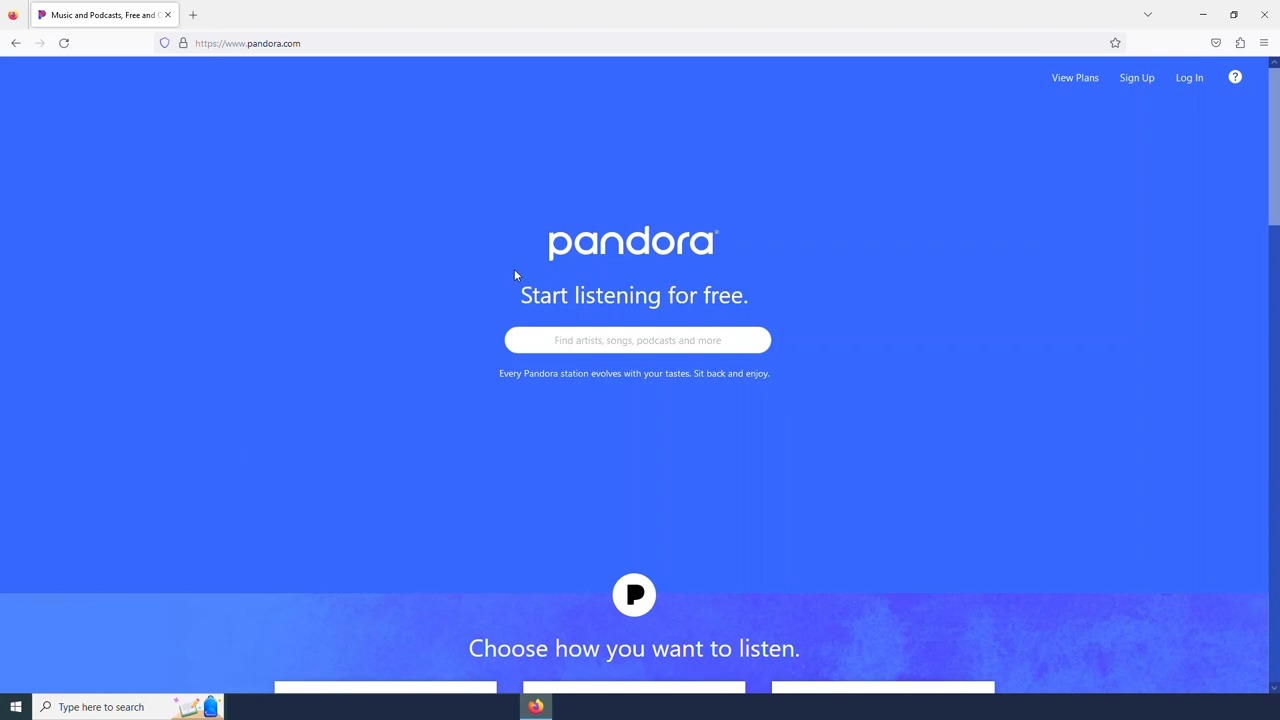 Music and Podcasts, Free and O
https://www.pandora.com
View Plans
Sign Up
Log In
?
pandora
Start listening for free.
Find artists, songs, podcasts and more
Every Pandora station evolves with your tastes. Sit back and enjoy.
P
Choose how you want to listen.
Type here to search